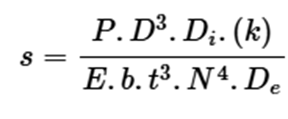 s = P.D³.Dᵢ.(k) / E.b.t³.N⁴.Dₑ